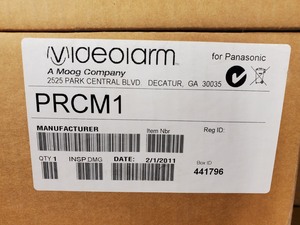 Videolarm
for Panasonic
A Moog Company
2525 PARK CENTRAL BLVD. DECATUR, GA 30035
PRCM1
MANUFACTURER
Item Nbr
Reg ID:
QTY 1 INSP DMG DATE: 2/1/2011
Box ID
441796